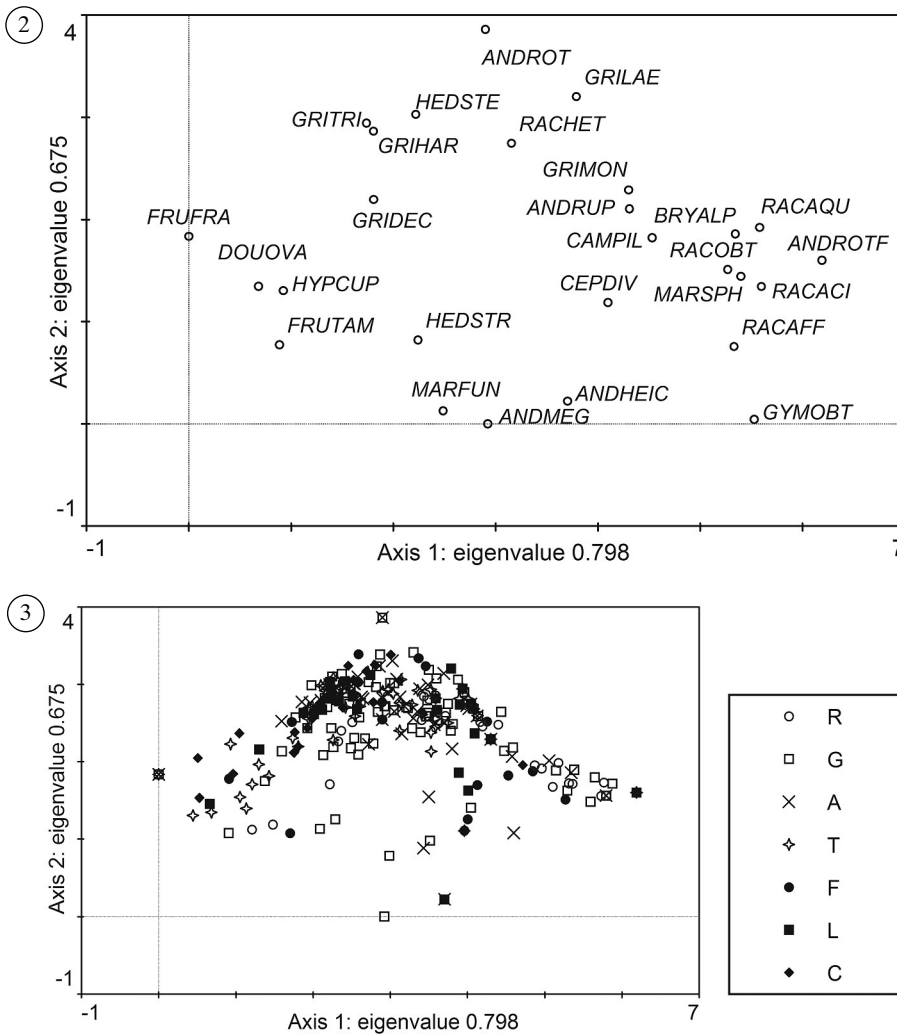 2
4
ANDROT
GRILAE
HEDSTE
GRITRI
RACHET
GRIHAR
GRIMON
ANDRUP
GRIDEC
FRUFRA
BRYALP
RACAQU
CAMPIL
RACOBT
ANDROTF
DOUOVA
HYPCUP
CEPDIV
MARSPH
RACACI
HEDSTR
FRUTAM
RACAFF
MARFUN
ANDHEIC
ANDMEG
GYMOBT
Axis 2: eigenvalue 0.675
-1
-1
Axis 1: eigenvalue 0.798
7
3
4
Axis 2: eigenvalue 0.675
-1
-1
Axis 1: eigenvalue 0.798
7
R
G
A
T
F
L
C